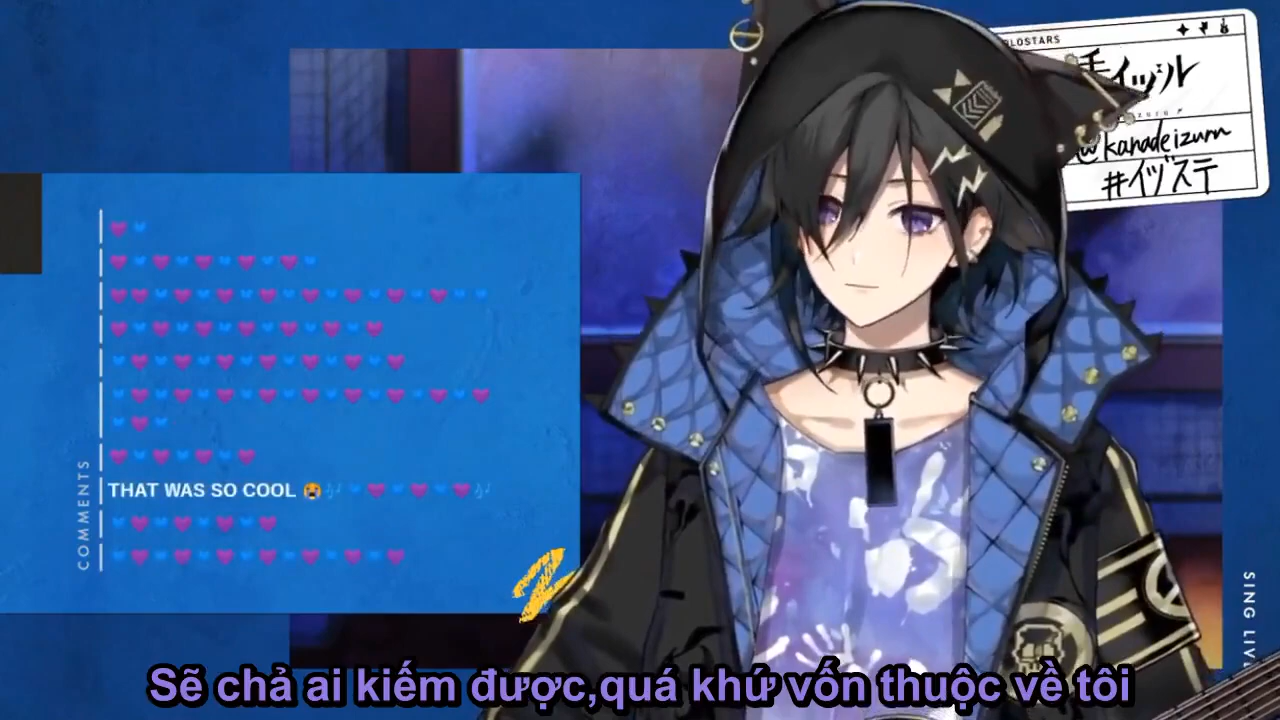 @kanadeizuru
#イヅステ
COMMENTS
THAT WAS SO COOL
SING LIVE
Sẽ chả ai kiếm được,quá khứ vốn thuộc về tôi